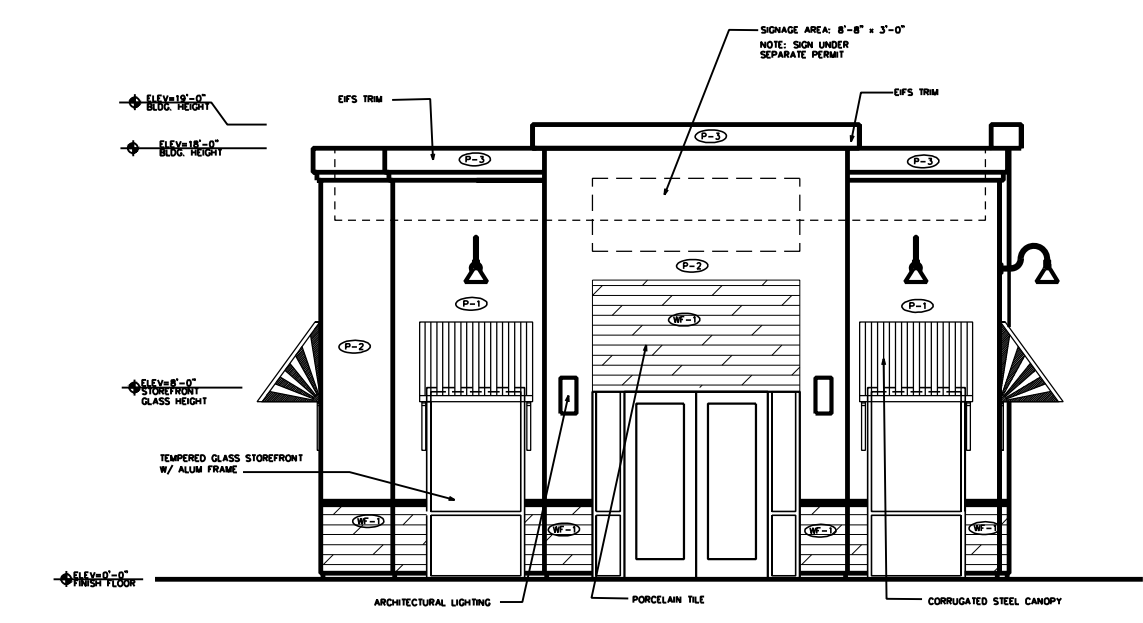 SIGNAGE AREA: 8'-8" x 3'-0"
NOTE: SIGN UNDER
SEPARATE PERMIT
ELEV=19'-0"
BLDG. HEIGHT
EIFS TRIM
EIFS TRIM
P-3
ELEV=18'-0"
BLDG. HEIGHT
P-3
P-3
P-2
P-1
P-1
WF-1
P-2
ELEV=8'-0"
STOREFRONT
GLASS HEIGHT
TEMPERED GLASS STOREFRONT
W/ ALUM FRAME
WF-1
WF-1
WF-1
WF-1
ELEV=0'-0"
FINISH FLOOR
ARCHITECTURAL LIGHTING
PORCELAIN TILE
CORRUGATED STEEL CANOPY